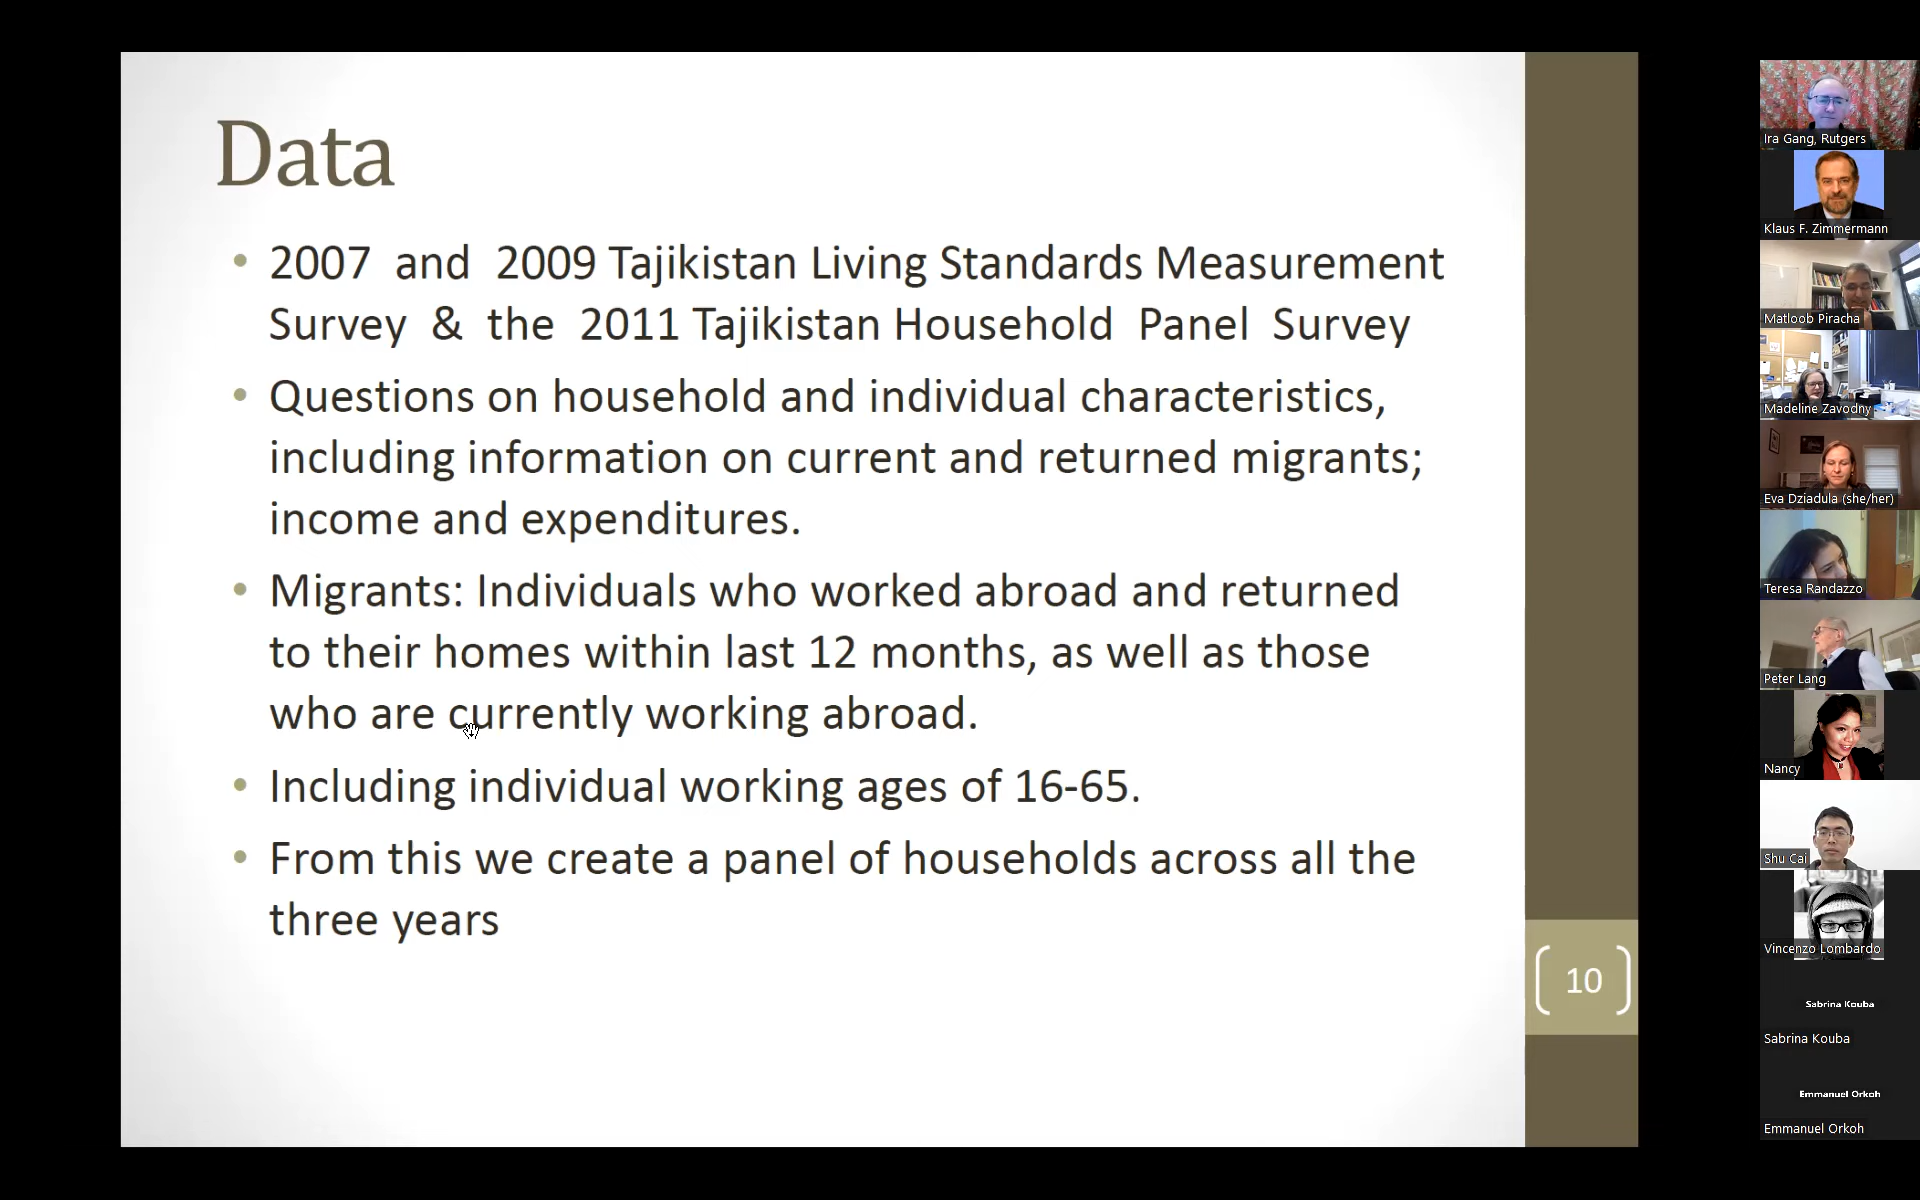 Data
• 2007 and 2009 Tajikistan Living Standards Measurement
Survey & the 2011 Tajikistan Household Panel Survey
• Questions on household and individual characteristics,
including information on current and returned migrants;
income and expenditures.
• Migrants: Individuals who worked abroad and returned
to their homes within last 12 months, as well as those
who are currently working abroad.
• Including individual working ages of 16-65.
• From this we create a panel of households across all the
three years
10
Ira Gang, Rutgers
Klaus F. Zimmermann
Matloob Piracha
Madeline Zavodny
Eva Dziadula (she/her)
Teresa Randazzo
Peter Lang
Nancy
Shu Cai
Vincenzo Lombardo
Sabrina Kouba
Sabrina Kouba
Emmanuel Orkoh
Emmanuel Orkoh